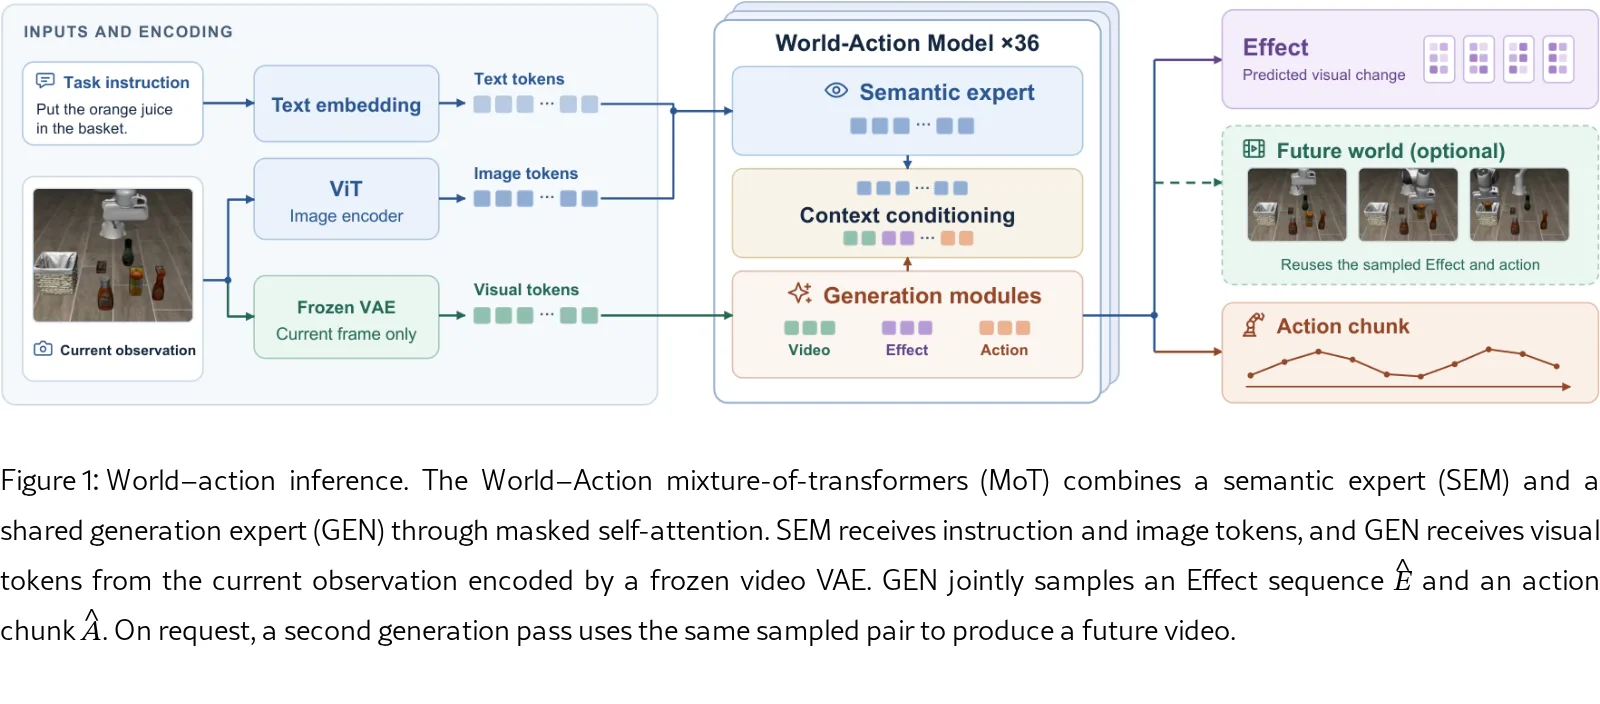 INPUTS AND ENCODING
Task instruction
Put the orange juice
in the basket.
Current observation
Text embedding
ViT
Image encoder
Frozen VAE
Current frame only
Text tokens
Image tokens
Visual tokens
World-Action Model ×36
Semantic expert
Context conditioning
Generation modules
Video Effect Action
Effect
Predicted visual change
Future world (optional)
Reuses the sampled Effect and action
Action chunk
Figure 1: World–action inference. The World–Action mixture-of-transformers (MoT) combines a semantic expert (SEM) and a
shared generation expert (GEN) through masked self-attention. SEM receives instruction and image tokens, and GEN receives visual
tokens from the current observation encoded by a frozen video VAE. GEN jointly samples an Effect sequence Ê and an action
chunk Â. On request, a second generation pass uses the same sampled pair to produce a future video.